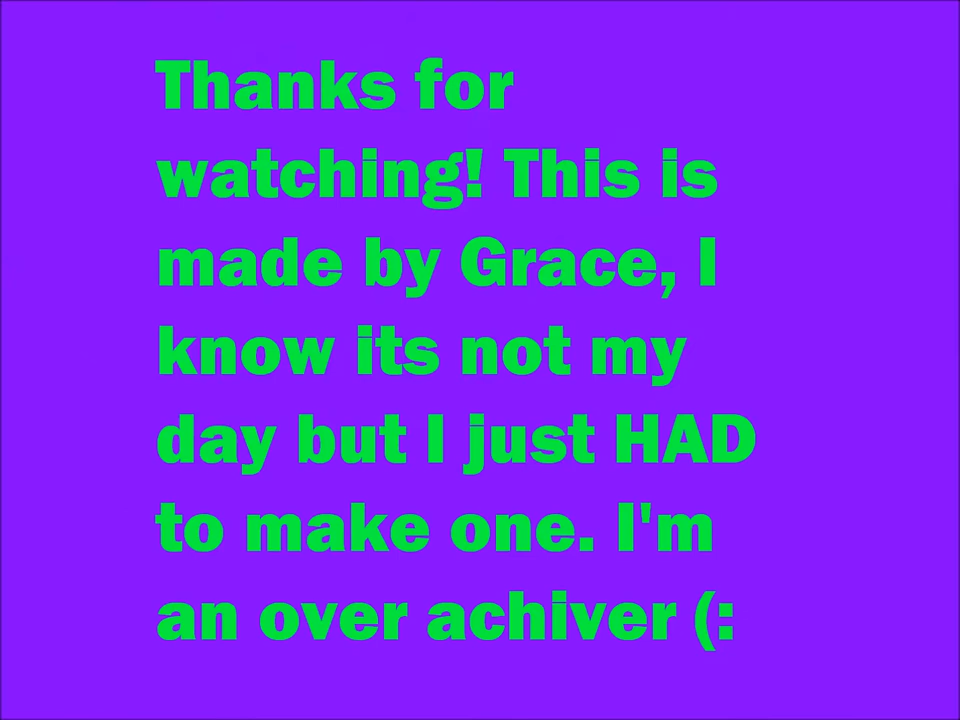 Thanks for
watching! This is
made by Grace, I
know its not my
day but I just HAD
to make one. I'm
an over achiver (: